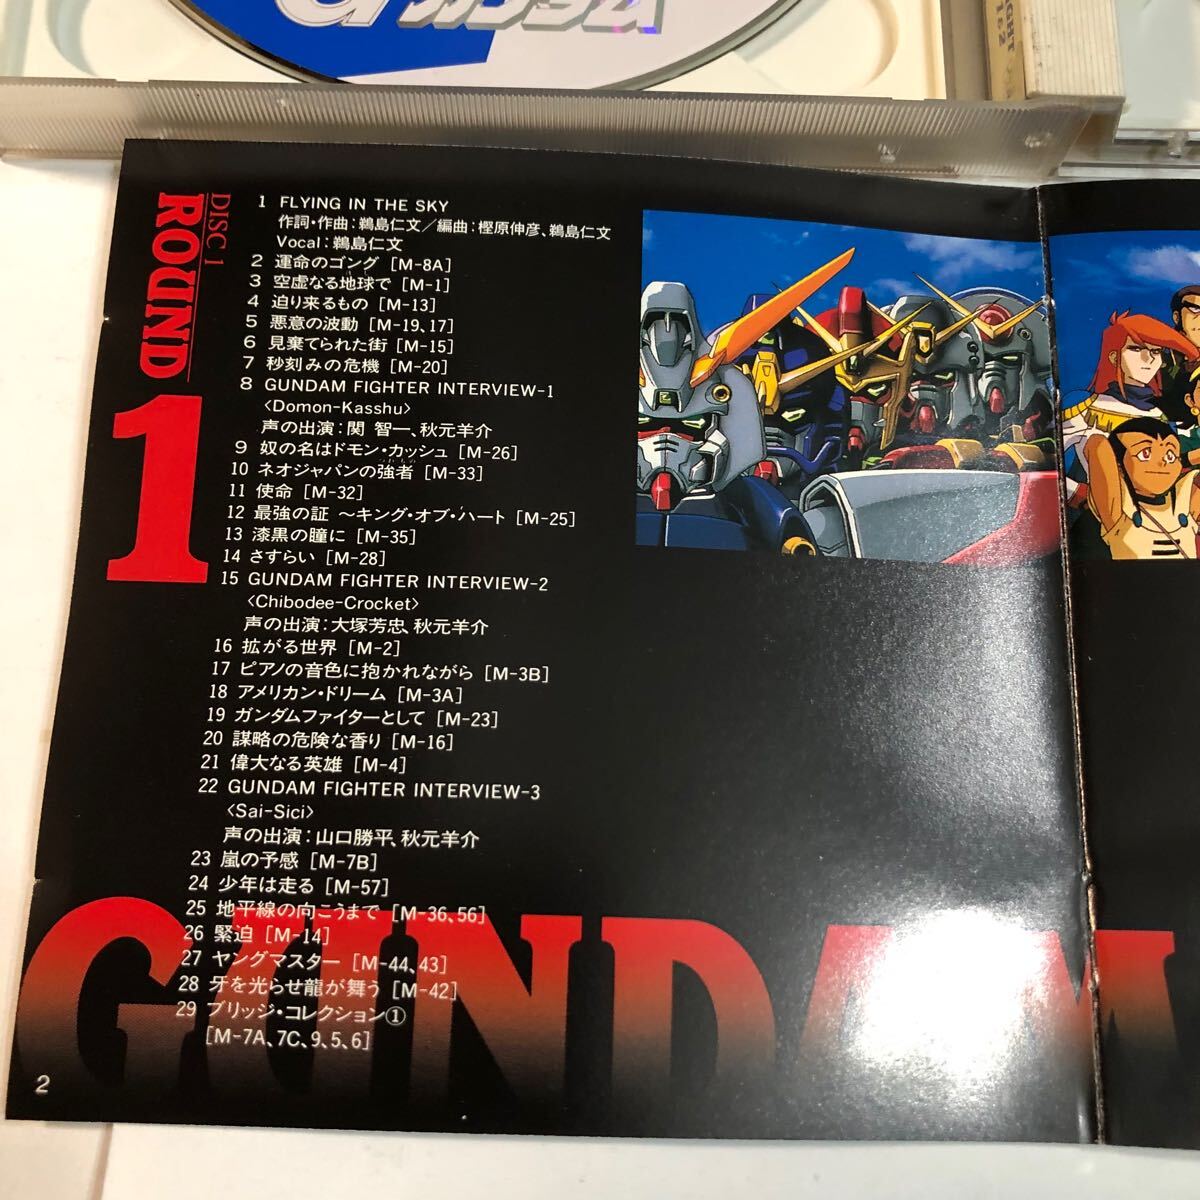 Gガンダム
DISC 1
ROUND
1
1 FLYING IN THE SKY
作詞・作曲：鵜島仁文／編曲：樫原伸彦、鵜島仁文
Vocal：鵜島仁文
2 運命のゴング [M-8A]
3 空虚なる地球で [M-1]
4 迫り来るもの [M-13]
5 悪意の波動 [M-19、17]
6 見棄てられた街 [M-15]
7 秒刻みの危機 [M-20]
8 GUNDAM FIGHTER INTERVIEW-1
〈Domon-Kasshu〉
声の出演：関 智一、秋元羊介
9 奴の名はドモン・カッシュ [M-26]
10 ネオジャパンの強者 [M-33]
11 使命 [M-32]
12 最強の証 〜キング・オブ・ハート [M-25]
13 漆黒の瞳に [M-35]
14 さすらい [M-28]
15 GUNDAM FIGHTER INTERVIEW-2
〈Chibodee-Crocket〉
声の出演：大塚芳忠、秋元羊介
16 拡がる世界 [M-2]
17 ピアノの音色に抱かれながら [M-3B]
18 アメリカン・ドリーム [M-3A]
19 ガンダムファイターとして [M-23]
20 謀略の危険な香り [M-16]
21 偉大なる英雄 [M-4]
22 GUNDAM FIGHTER INTERVIEW-3
〈Sai-Sici〉
声の出演：山口勝平、秋元羊介
23 嵐の予感 [M-7B]
24 少年は走る [M-57]
25 地平線の向こうまで [M-36、56]
26 緊迫 [M-14]
27 ヤングマスター [M-44、43]
28 牙を光らせ龍が舞う [M-42]
29 ブリッジ・コレクション①
[M-7A、7C、9、5、6]
GUNDAM
2